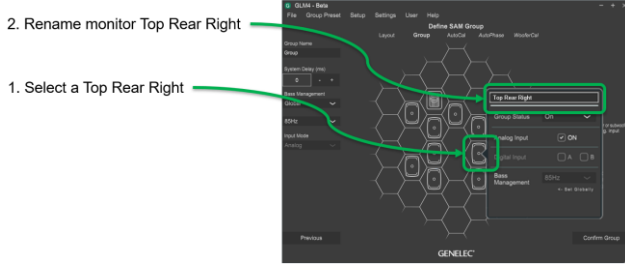 GLM4 - Beta
File Group Preset Setup Settings User Help
Define SAM Group
Layout Group AutoCal AutoPhase WooferCal
2. Rename monitor Top Rear Right
1. Select a Top Rear Right
Group Name
Group
System Delay (ms)
0 - +
Bass Management
Global
85Hz
Input Mode
Analog
Top Rear Right
Group Status On
Analog Input ON
Digital Input A B
Bass
Management 85Hz
<- Set Globally
Previous
GENELEC
Confirm Group